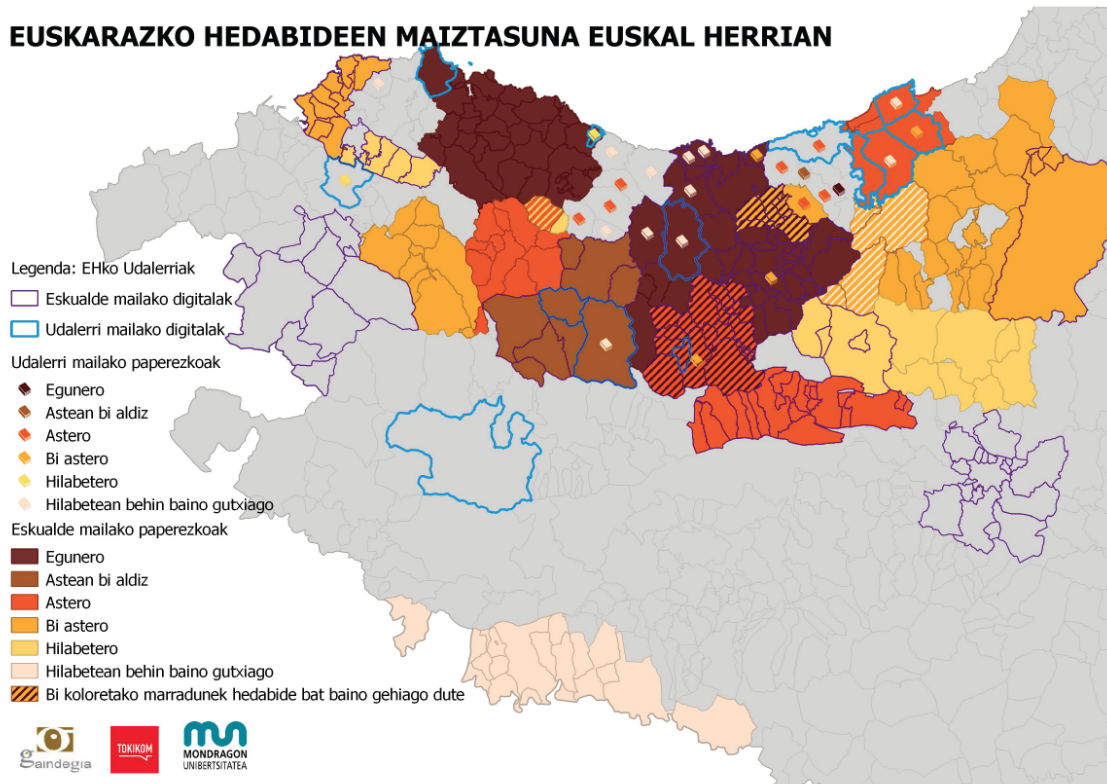 EUSKARAZKO HEDABIDEEN MAIZTASUNA EUSKAL HERRIAN
Legenda: EHko Udalerriak
Eskualde mailako digitalak
Udalerri mailako digitalak
Udalerri mailako paperezkoak
Egunero
Astean bi aldiz
Astero
Bi astero
Hilabetero
Hilabetean behin baino gutxiago
Eskualde mailako paperezkoak
Egunero
Astean bi aldiz
Astero
Bi astero
Hilabetero
Hilabetean behin baino gutxiago
Bi koloretako marradunek hedabide bat baino gehiago dute
gaindegia
TOKIKOM
MONDRAGON
UNIBERTSITATEA